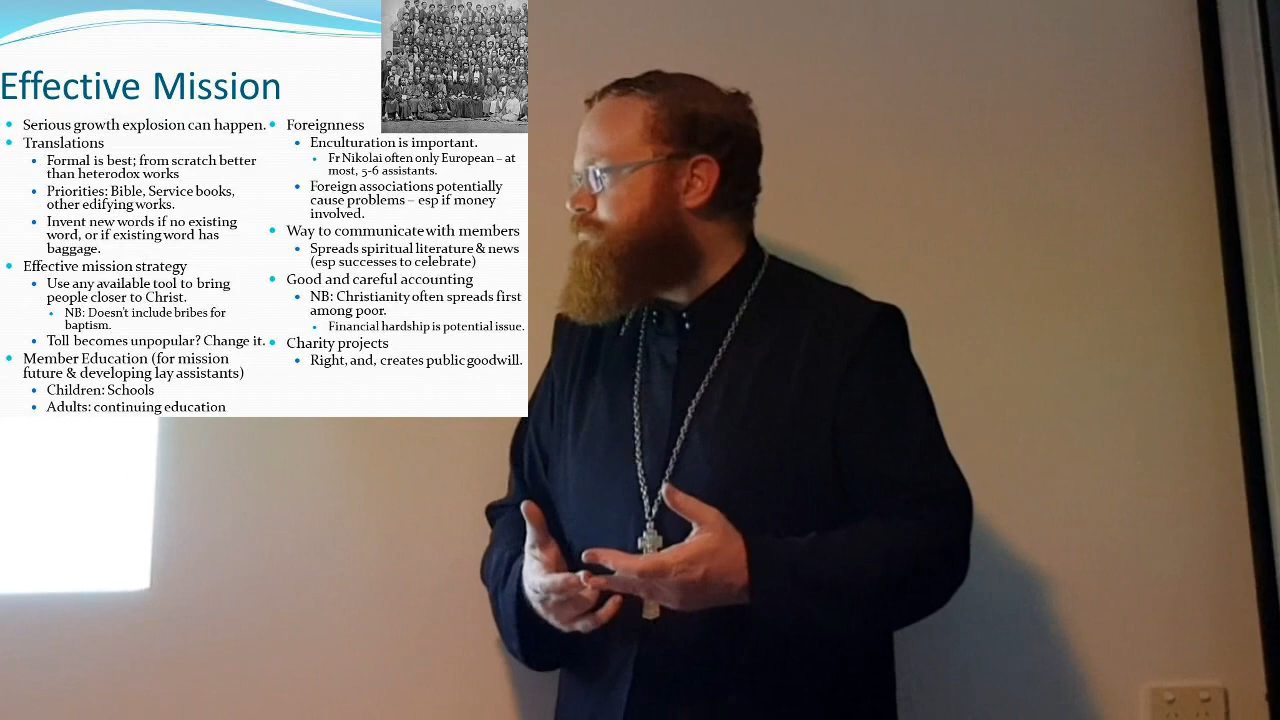 Effective Mission
Serious growth explosion can happen.
Translations
Formal is best; from scratch better
than heterodox works
Priorities: Bible, Service books,
other edifying works.
Invent new words if no existing
word, or if existing word has
baggage.
Effective mission strategy
Use any available tool to bring
people closer to Christ.
NB: Doesn't include bribes for
baptism.
Toll becomes unpopular? Change it.
Member Education (for mission
future & developing lay assistants)
Children: Schools
Adults: continuing education
Foreignness
Enculturation is important.
Fr Nikolai often only European – at
most, 5-6 assistants.
Foreign associations potentially
cause problems – esp if money
involved.
Way to communicate with members
Spreads spiritual literature & news
(esp successes to celebrate)
Good and careful accounting
NB: Christianity often spreads first
among poor.
Financial hardship is potential issue.
Charity projects
Right, and, creates public goodwill.